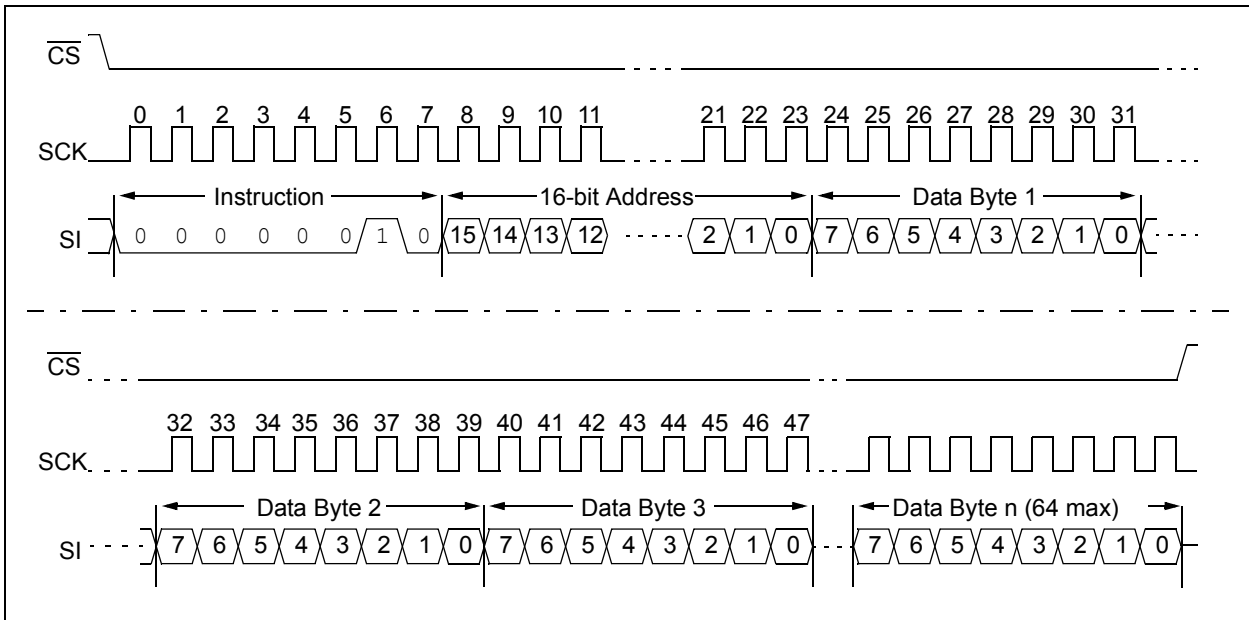 CS
0 1 2 3 4 5 6 7 8 9 10 11 21 22 23 24 25 26 27 28 29 30 31
SCK
Instruction 16-bit Address Data Byte 1
SI 0 0 0 0 0 0 1 0 15 14 13 12 2 1 0 7 6 5 4 3 2 1 0
CS
32 33 34 35 36 37 38 39 40 41 42 43 44 45 46 47
SCK
Data Byte 2 Data Byte 3 Data Byte n (64 max)
SI 7 6 5 4 3 2 1 0 7 6 5 4 3 2 1 0 7 6 5 4 3 2 1 0